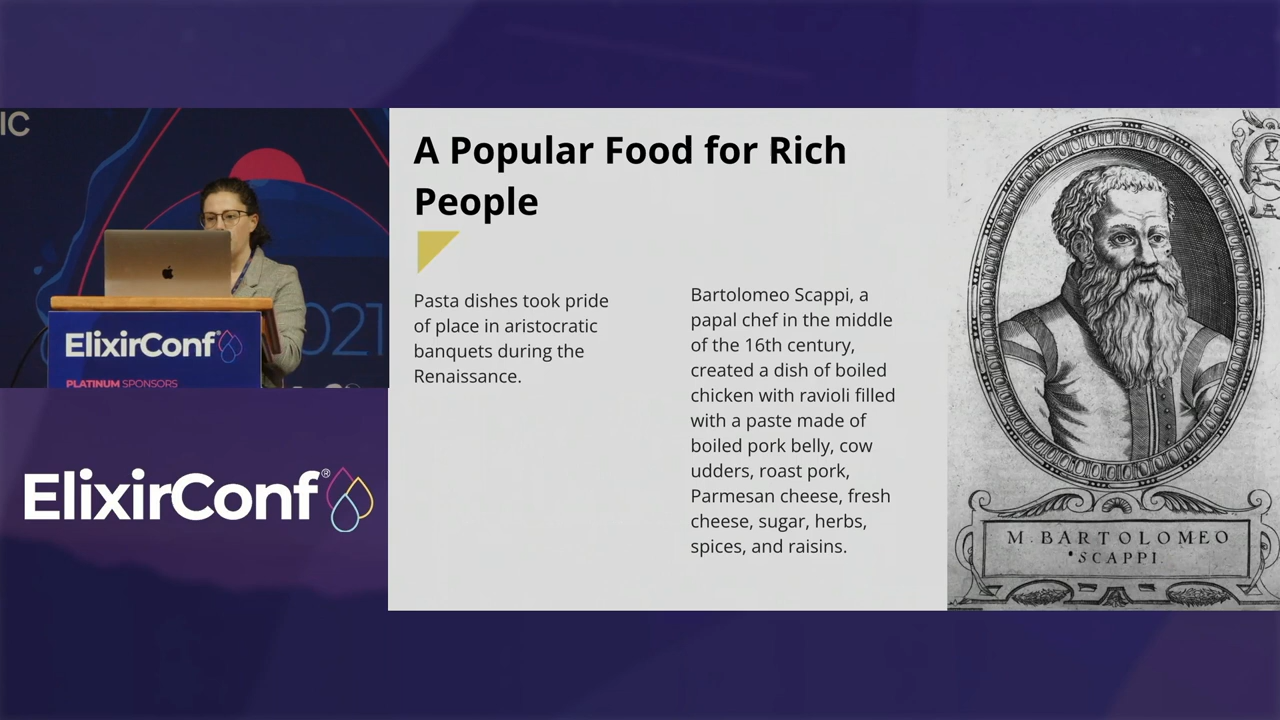 IC
2021
ElixirConf®
PLATINUM SPONSORS
ElixirConf®
A Popular Food for Rich
People
Pasta dishes took pride
of place in aristocratic
banquets during the
Renaissance.
Bartolomeo Scappi, a
papal chef in the middle
of the 16th century,
created a dish of boiled
chicken with ravioli filled
with a paste made of
boiled pork belly, cow
udders, roast pork,
Parmesan cheese, fresh
cheese, sugar, herbs,
spices, and raisins.
M. BARTOLOMEO
SCAPPI.